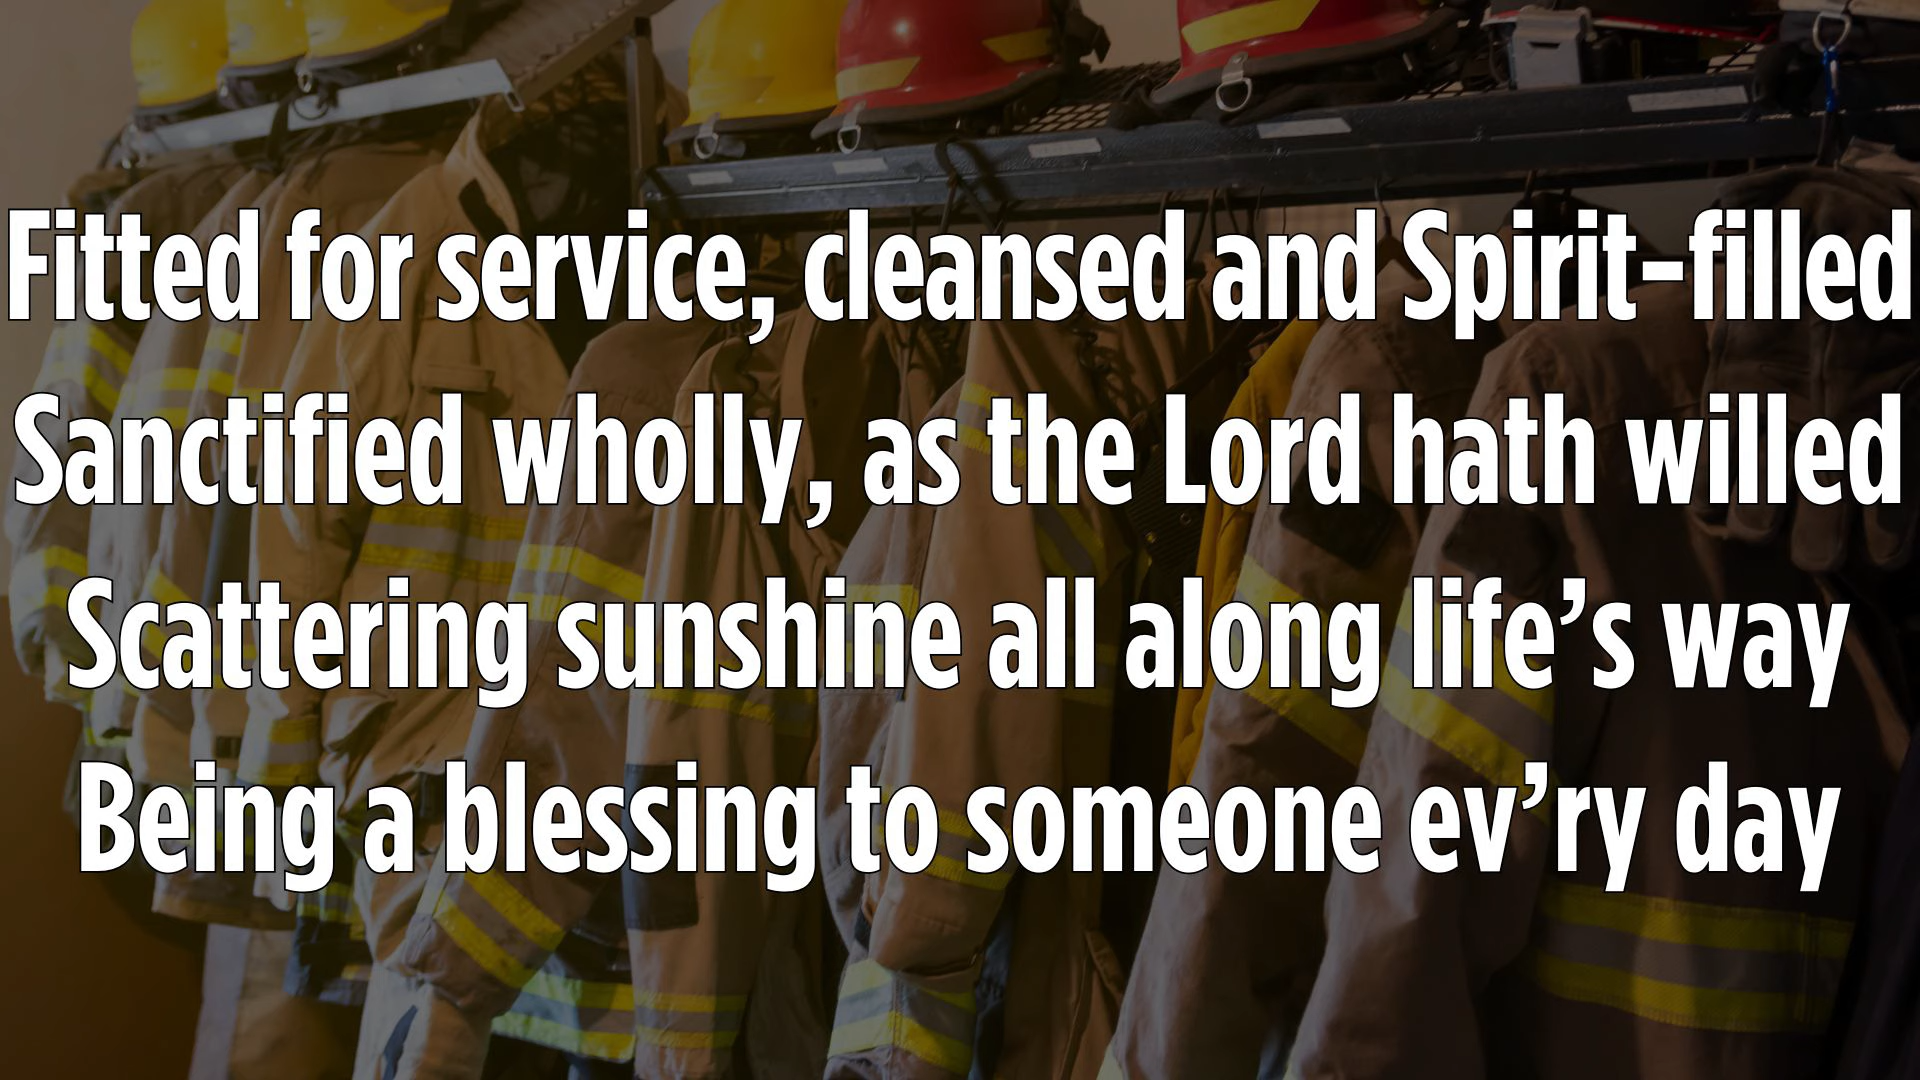 Fitted for service, cleansed and Spirit-filled
Sanctified wholly, as the Lord hath willed
Scattering sunshine all along life’s way
Being a blessing to someone ev’ry day